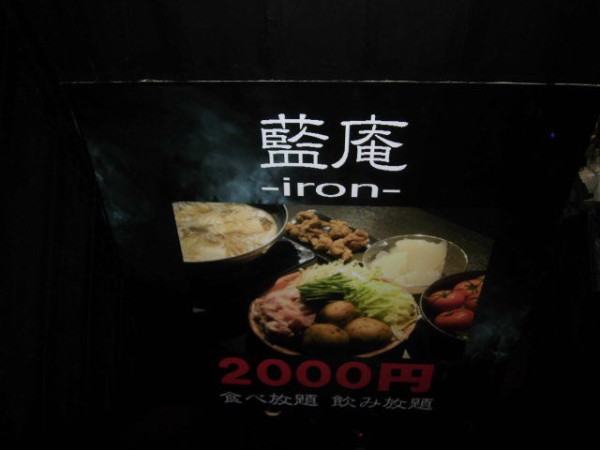 藍庵
-iron-
2000円
食べ放題 飲み放題